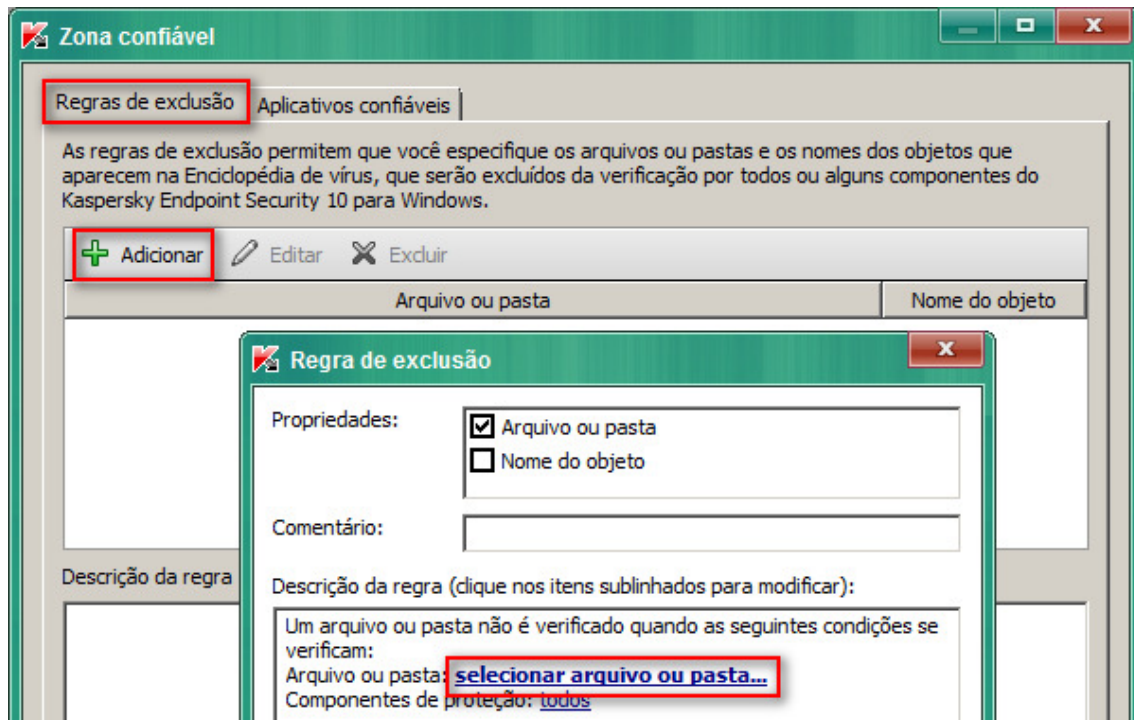 Zona confiável
Regras de exclusão Aplicativos confiáveis
As regras de exclusão permitem que você especifique os arquivos ou pastas e os nomes dos objetos que
aparecem na Enciclopédia de vírus, que serão excluídos da verificação por todos ou alguns componentes do
Kaspersky Endpoint Security 10 para Windows.
Adicionar Editar Excluir
Arquivo ou pasta Nome do objeto
Regra de exclusão
Propriedades: Arquivo ou pasta
Nome do objeto
Comentário:
Descrição da regra
Descrição da regra (clique nos itens sublinhados para modificar):
Um arquivo ou pasta não é verificado quando as seguintes condições se
verificam:
Arquivo ou pasta: selecionar arquivo ou pasta...
Componentes de proteção: todos